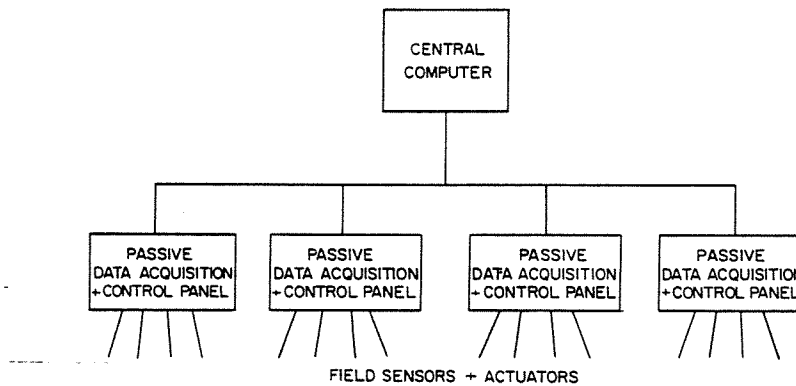 CENTRAL
COMPUTER
PASSIVE
DATA ACQUISITION
+ CONTROL PANEL
PASSIVE
DATA ACQUISITION
+ CONTROL PANEL
PASSIVE
DATA ACQUISITION
+ CONTROL PANEL
PASSIVE
DATA ACQUISITION
+ CONTROL PANEL
FIELD SENSORS + ACTUATORS